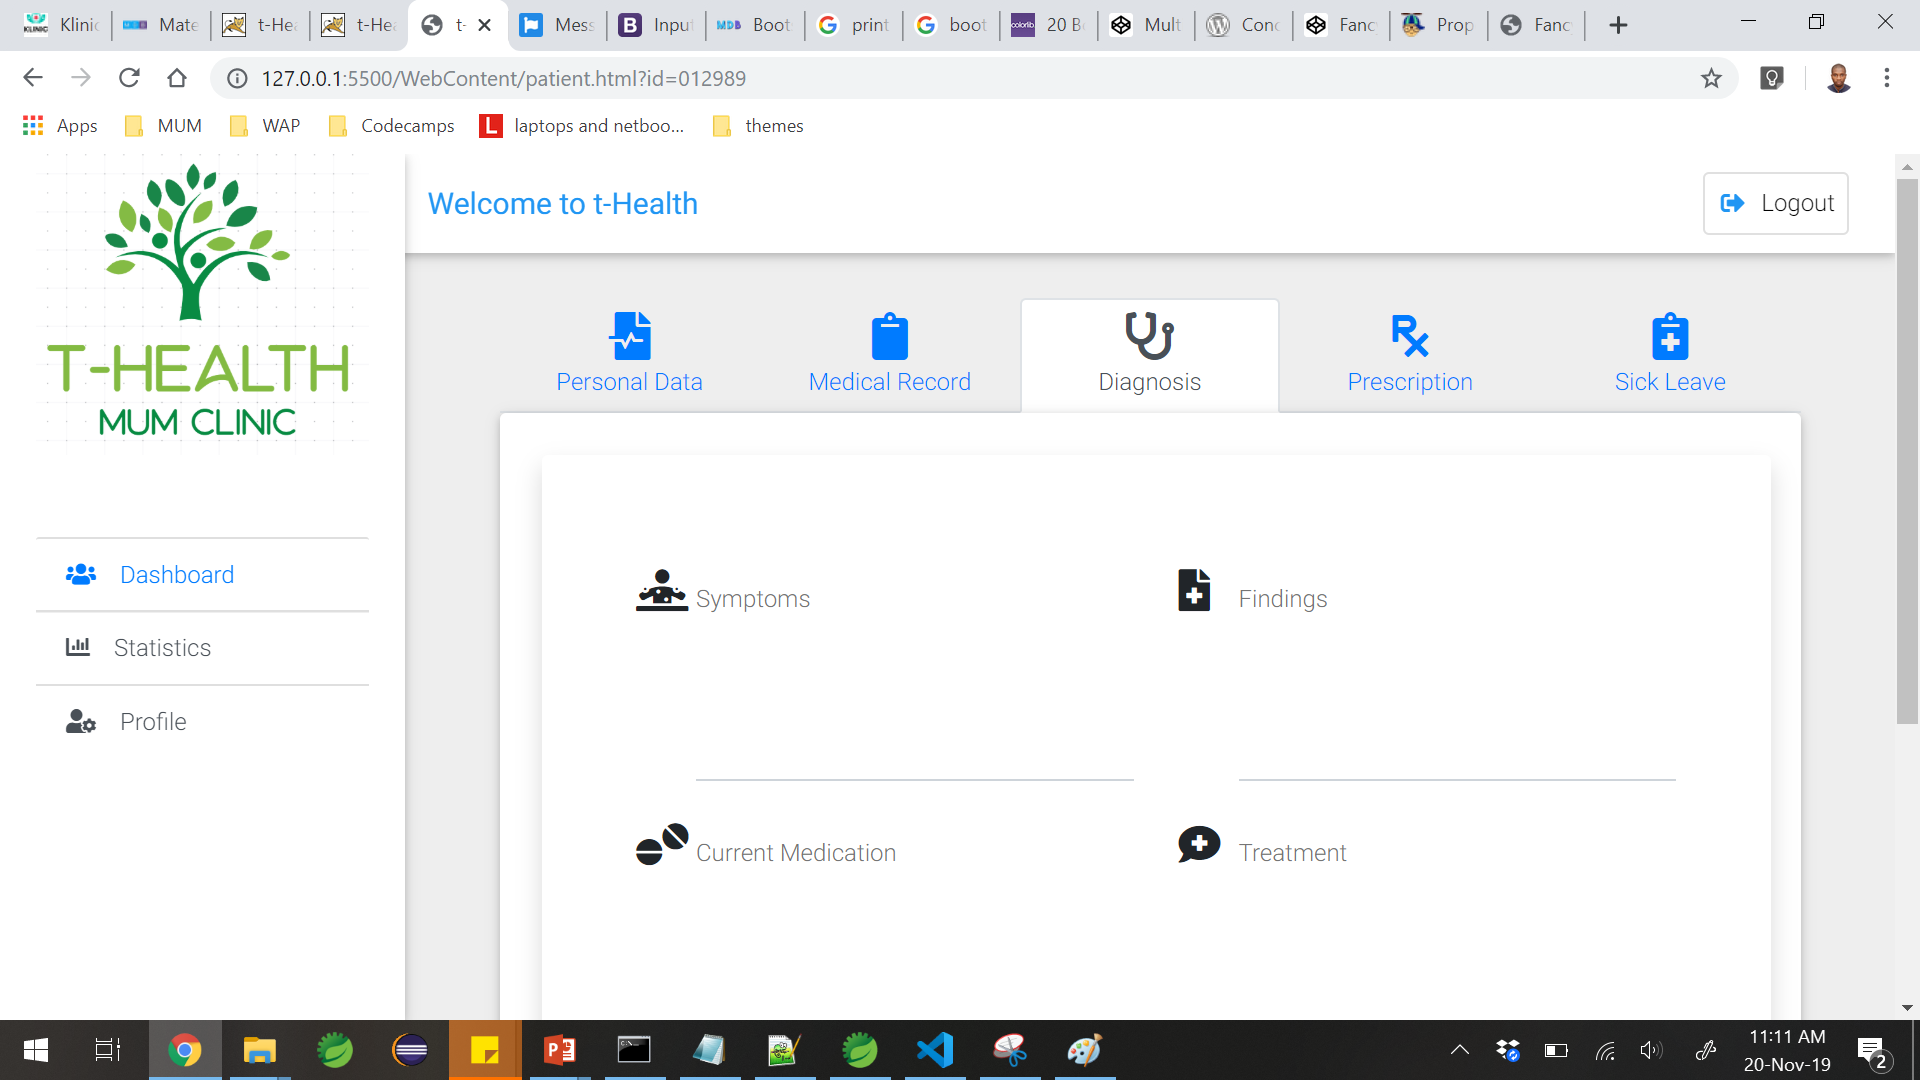 Klinic
Mate
t-Hea
t-Hea
t-
Mess
Input
Boot
print
boot
20 B
Mult
Conc
Fanc
Prop
Fanc
127.0.0.1:5500/WebContent/patient.html?id=012989
Apps
MUM
WAP
Codecamps
L laptops and netboo...
themes
T-HEALTH
MUM CLINIC
Welcome to t-Health
Logout
Personal Data
Medical Record
Diagnosis
Prescription
Sick Leave
Dashboard
Statistics
Profile
Symptoms
Findings
Current Medication
Treatment
11:11 AM
20-Nov-19
2